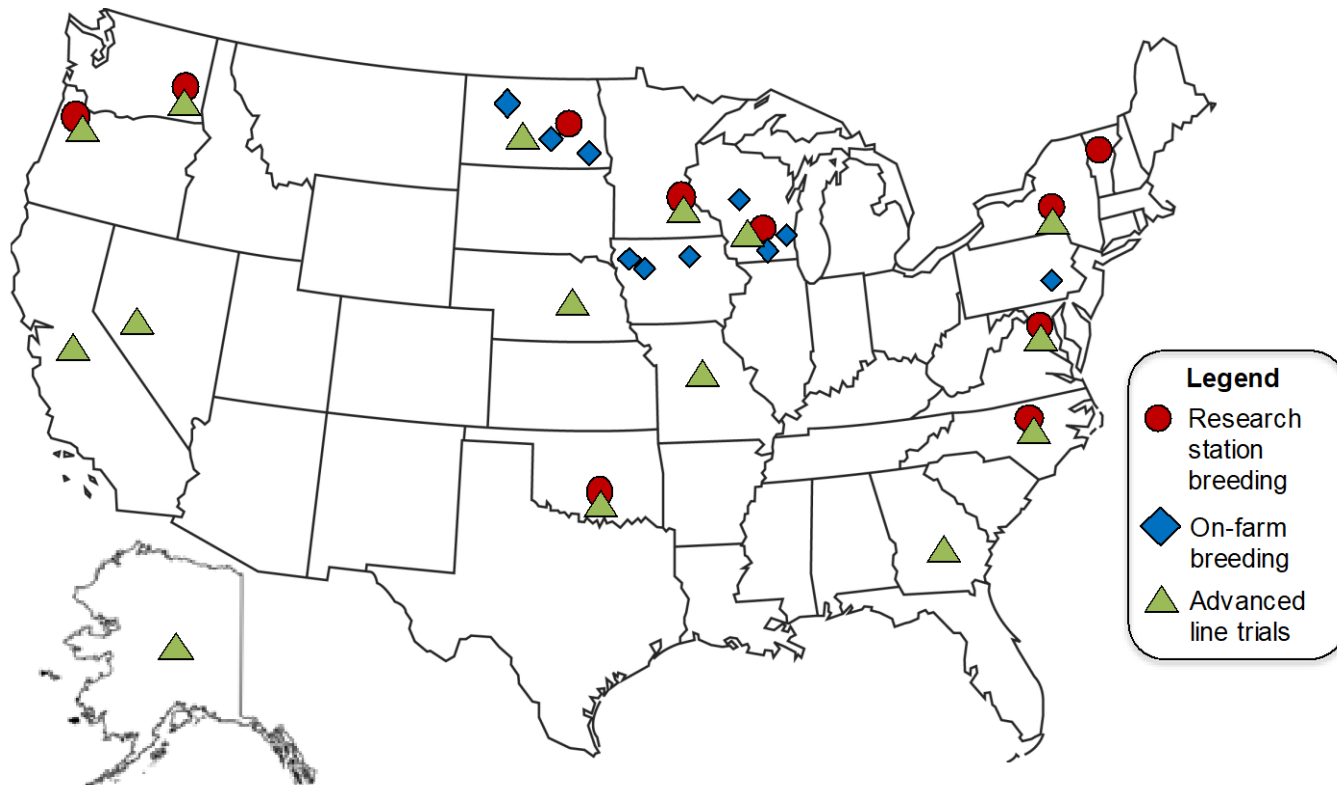 Legend
Research
station
breeding
On-farm
breeding
Advanced
line trials